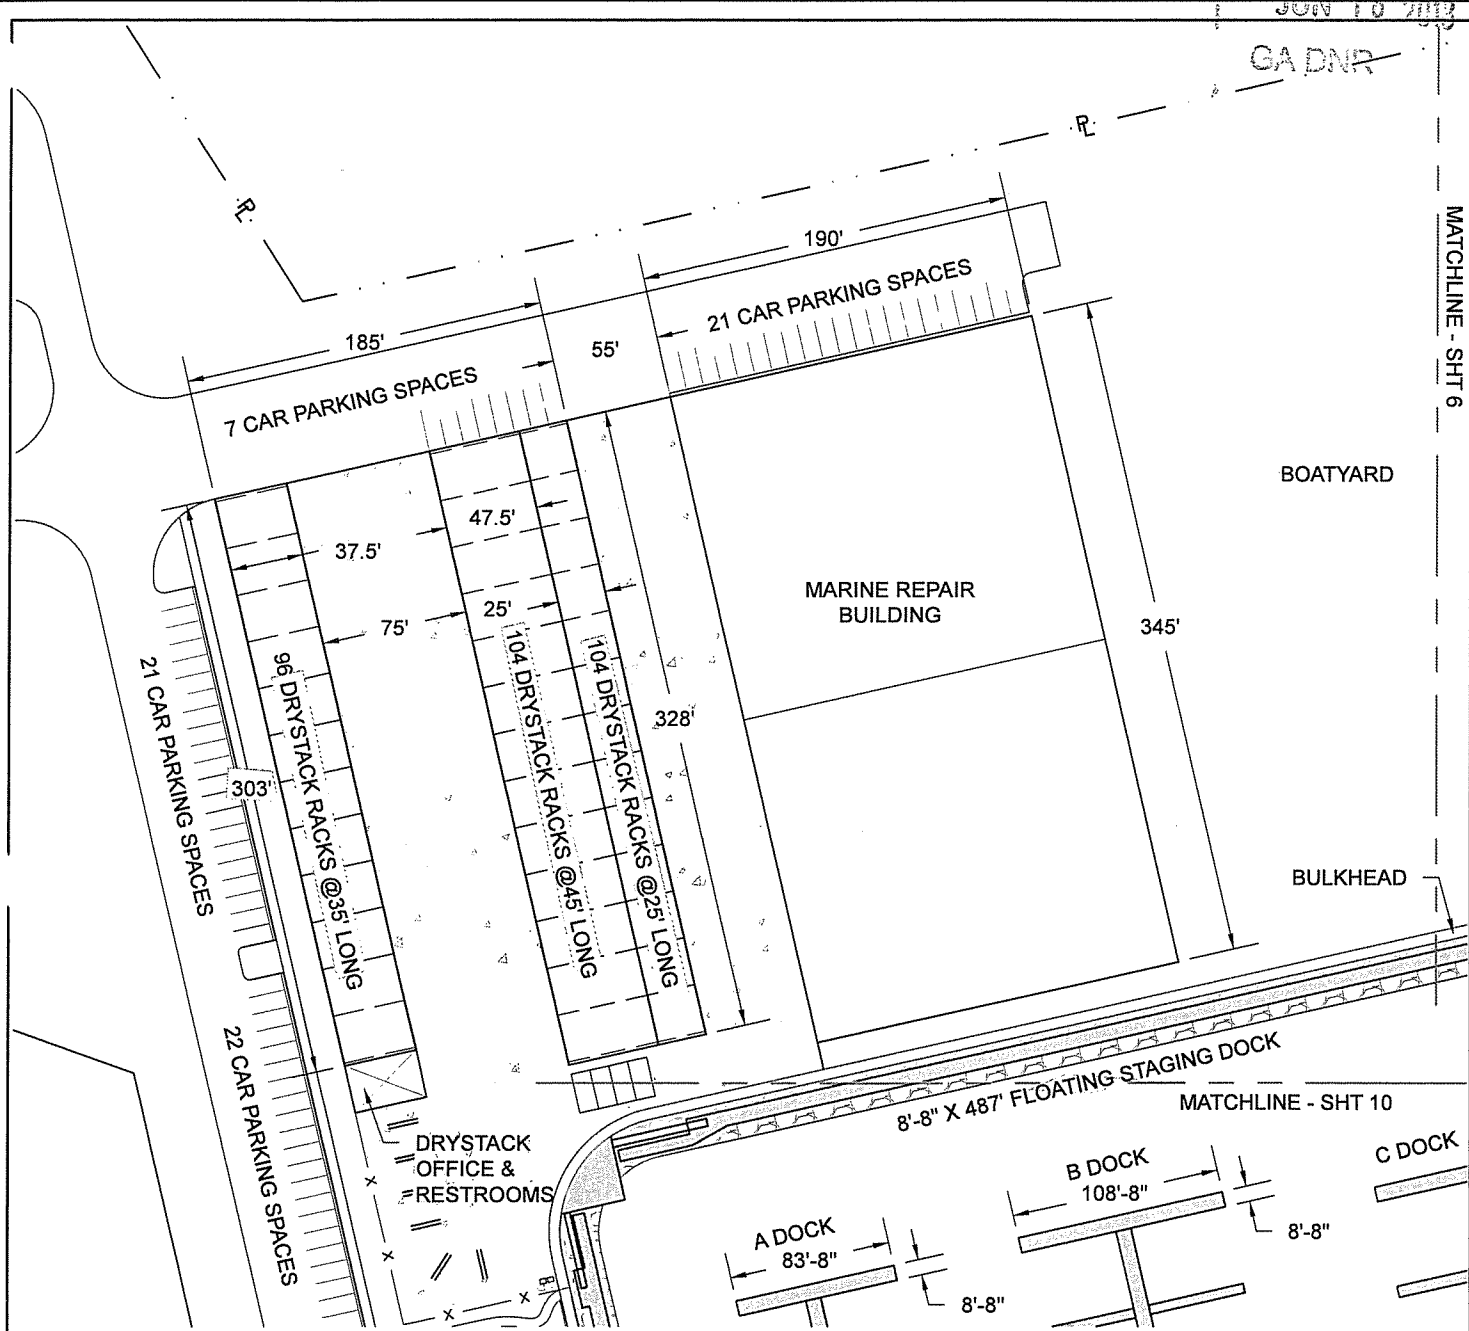 GA DNR
PL
PL
MATCHLINE - SHT 6
190'
21 CAR PARKING SPACES
185'
55'
7 CAR PARKING SPACES
BOATYARD
47.5'
37.5'
MARINE REPAIR
BUILDING
25'
75'
345'
96 DRYSTACK RACKS @35' LONG
104 DRYSTACK RACKS @45' LONG
104 DRYSTACK RACKS @25' LONG
328'
21 CAR PARKING SPACES
303'
BULKHEAD
22 CAR PARKING SPACES
8'-8" X 487' FLOATING STAGING DOCK
MATCHLINE - SHT 10
DRYSTACK
OFFICE &
RESTROOMS
A DOCK
83'-8"
8'-8"
B DOCK
108'-8"
8'-8"
C DOCK
x
x
x
x